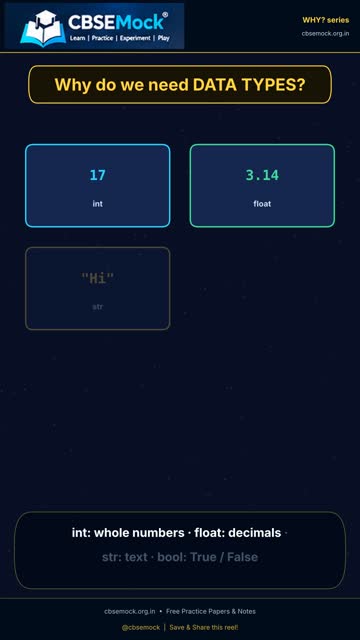 CBSEMock®
Learn | Practice | Experiment | Play
WHY? series
cbsemock.org.in
Why do we need DATA TYPES?
17
int
3.14
float
"Hi"
str
int: whole numbers · float: decimals ·
str: text · bool: True / False
cbsemock.org.in • Free Practice Papers & Notes
@cbsemock | Save & Share this reel!